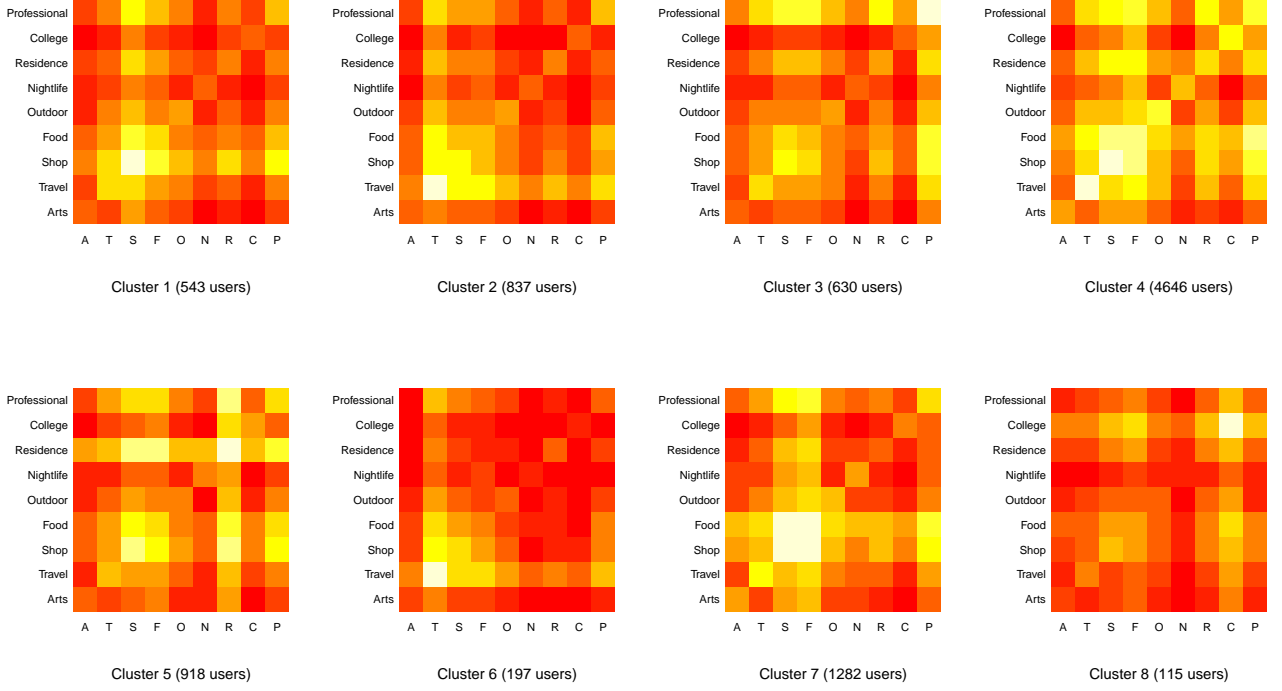 Professional
College
Residence
Nightlife
Outdoor
Food
Shop
Travel
Arts
A T S F O N R C P
Cluster 1 (543 users)
Professional
College
Residence
Nightlife
Outdoor
Food
Shop
Travel
Arts
A T S F O N R C P
Cluster 2 (837 users)
Professional
College
Residence
Nightlife
Outdoor
Food
Shop
Travel
Arts
A T S F O N R C P
Cluster 3 (630 users)
Professional
College
Residence
Nightlife
Outdoor
Food
Shop
Travel
Arts
A T S F O N R C P
Cluster 4 (4646 users)
Professional
College
Residence
Nightlife
Outdoor
Food
Shop
Travel
Arts
A T S F O N R C P
Cluster 5 (918 users)
Professional
College
Residence
Nightlife
Outdoor
Food
Shop
Travel
Arts
A T S F O N R C P
Cluster 6 (197 users)
Professional
College
Residence
Nightlife
Outdoor
Food
Shop
Travel
Arts
A T S F O N R C P
Cluster 7 (1282 users)
Professional
College
Residence
Nightlife
Outdoor
Food
Shop
Travel
Arts
A T S F O N R C P
Cluster 8 (115 users)